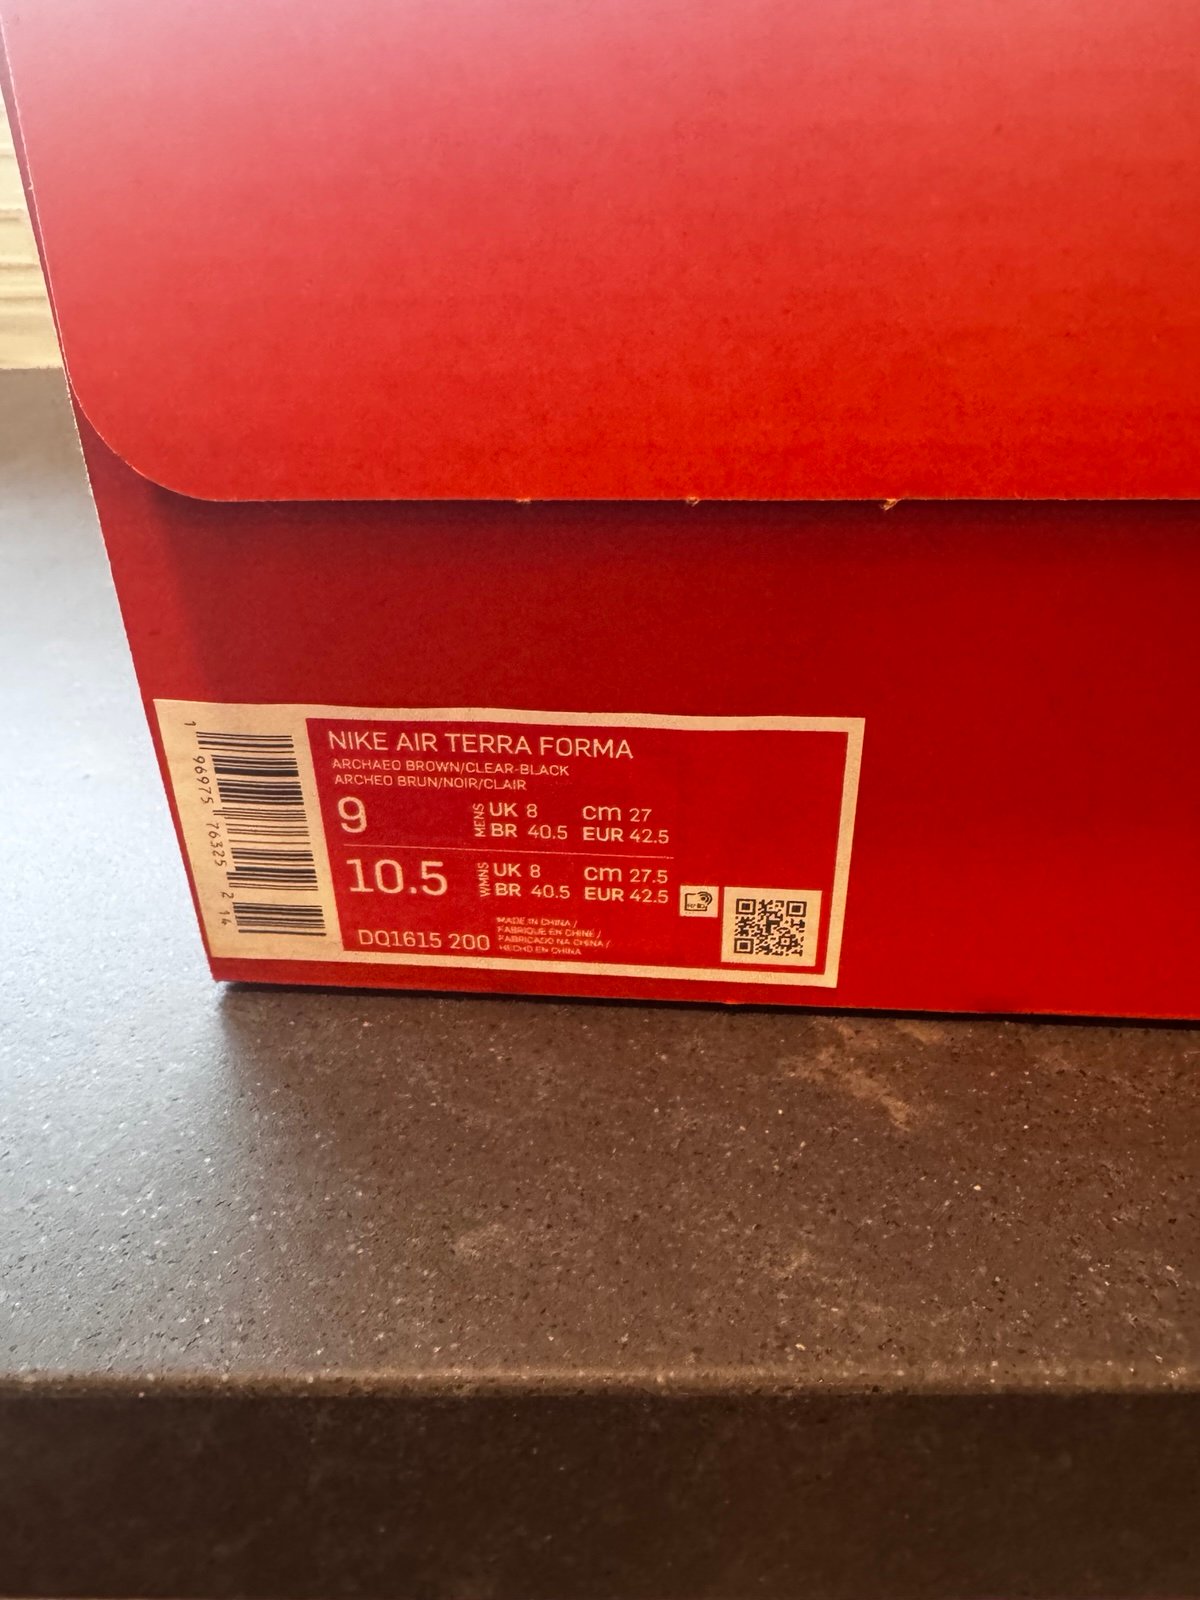 NIKE AIR TERRA FORMA
ARCHAEO BROWN/CLEAR-BLACK
ARCHEO BRUN/NOIR/CLAIR
9 MENS UK 8 cm 27
BR 40.5 EUR 42.5
10.5 WMNS UK 8 cm 27.5
BR 40.5 EUR 42.5
DQ1615 200
MADE IN CHINA /
FABRIQUE EN CHINE /
FABRICADO NA CHINA /
HECHO EN CHINA
1 96975 76325 2 14